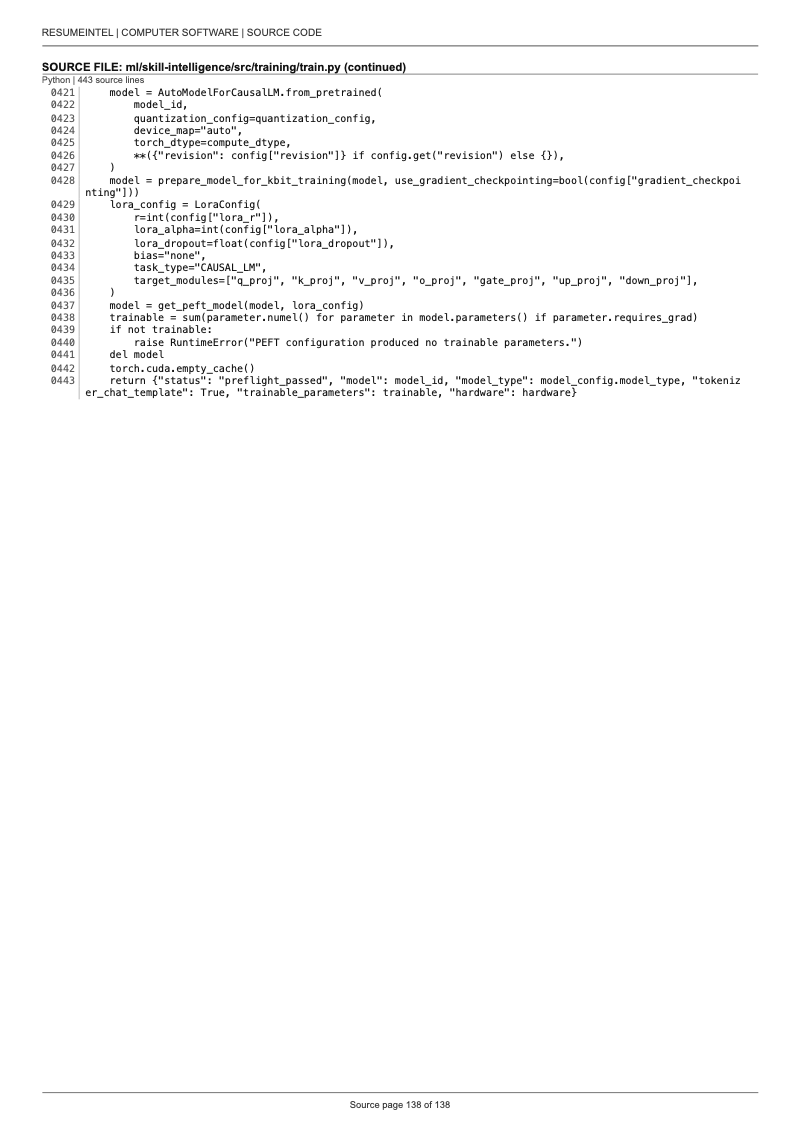 RESUMEINTEL | COMPUTER SOFTWARE | SOURCE CODE
SOURCE FILE: ml/skill-intelligence/src/training/train.py (continued)
Python | 443 source lines
0421    model = AutoModelForCausalLM.from_pretrained(
0422        model_id,
0423        quantization_config=quantization_config,
0424        device_map="auto",
0425        torch_dtype=compute_dtype,
0426        **({"revision": config["revision"]} if config.get("revision") else {}),
0427    )
0428    model = prepare_model_for_kbit_training(model, use_gradient_checkpointing=bool(config["gradient_checkpoi
nting"]))
0429    lora_config = LoraConfig(
0430        r=int(config["lora_r"]),
0431        lora_alpha=int(config["lora_alpha"]),
0432        lora_dropout=float(config["lora_dropout"]),
0433        bias="none",
0434        task_type="CAUSAL_LM",
0435        target_modules=["q_proj", "k_proj", "v_proj", "o_proj", "gate_proj", "up_proj", "down_proj"],
0436    )
0437    model = get_peft_model(model, lora_config)
0438    trainable = sum(parameter.numel() for parameter in model.parameters() if parameter.requires_grad)
0439    if not trainable:
0440        raise RuntimeError("PEFT configuration produced no trainable parameters.")
0441    del model
0442    torch.cuda.empty_cache()
0443    return {"status": "preflight_passed", "model": model_id, "model_type": model_config.model_type, "tokeniz
er_chat_template": True, "trainable_parameters": trainable, "hardware": hardware}
Source page 138 of 138